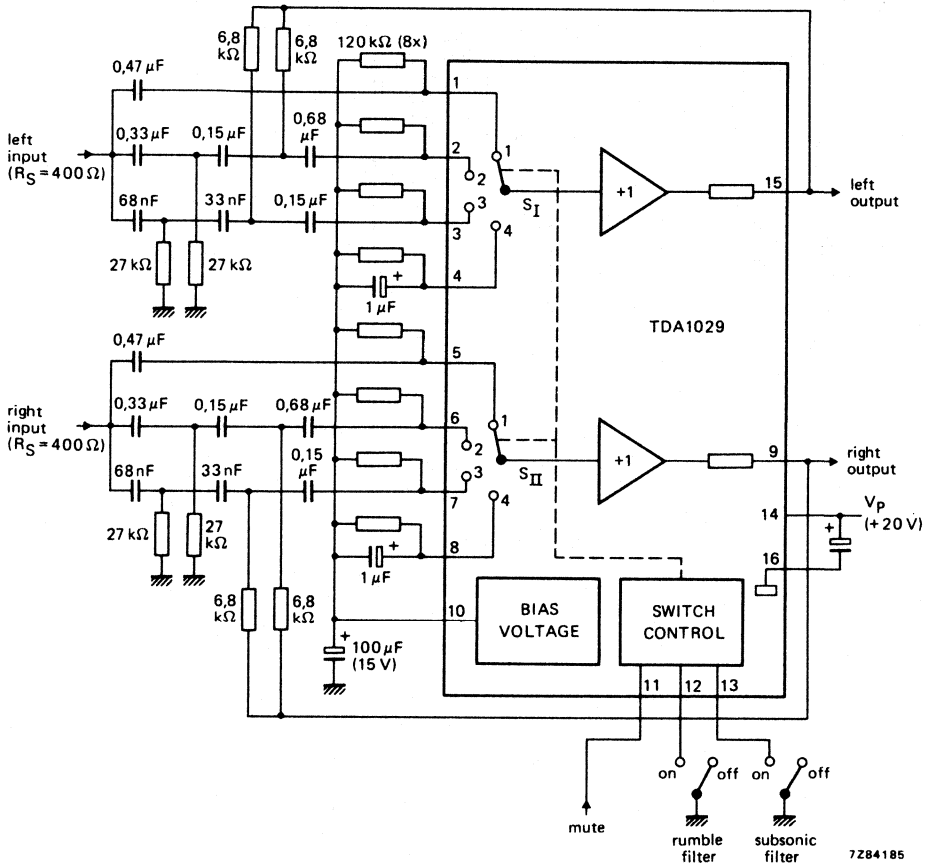 6,8
kΩ
6,8
kΩ
120 kΩ (8x)
0,47 μF
1
0,33 μF
0,15 μF
0,68
μF
left
input
(RS = 400 Ω)
2
1
2
SI
+1
15
left
output
68 nF
33 nF
0,15 μF
3
3
4
27 kΩ
27 kΩ
+
4
1 μF
TDA1029
0,47 μF
5
0,33 μF
0,15 μF
0,68 μF
right
input
(RS = 400 Ω)
6
1
2
SII
+1
9
right
output
68 nF
33 nF
0,15
μF
3
7
4
27 kΩ
27
kΩ
+
8
1 μF
14
VP
(+ 20 V)
+
16
6,8
kΩ
6,8
kΩ
10
BIAS
VOLTAGE
SWITCH
CONTROL
+
100 μF
(15 V)
11
12
13
on
off
on
off
mute
rumble
filter
subsonic
filter
7Z84185